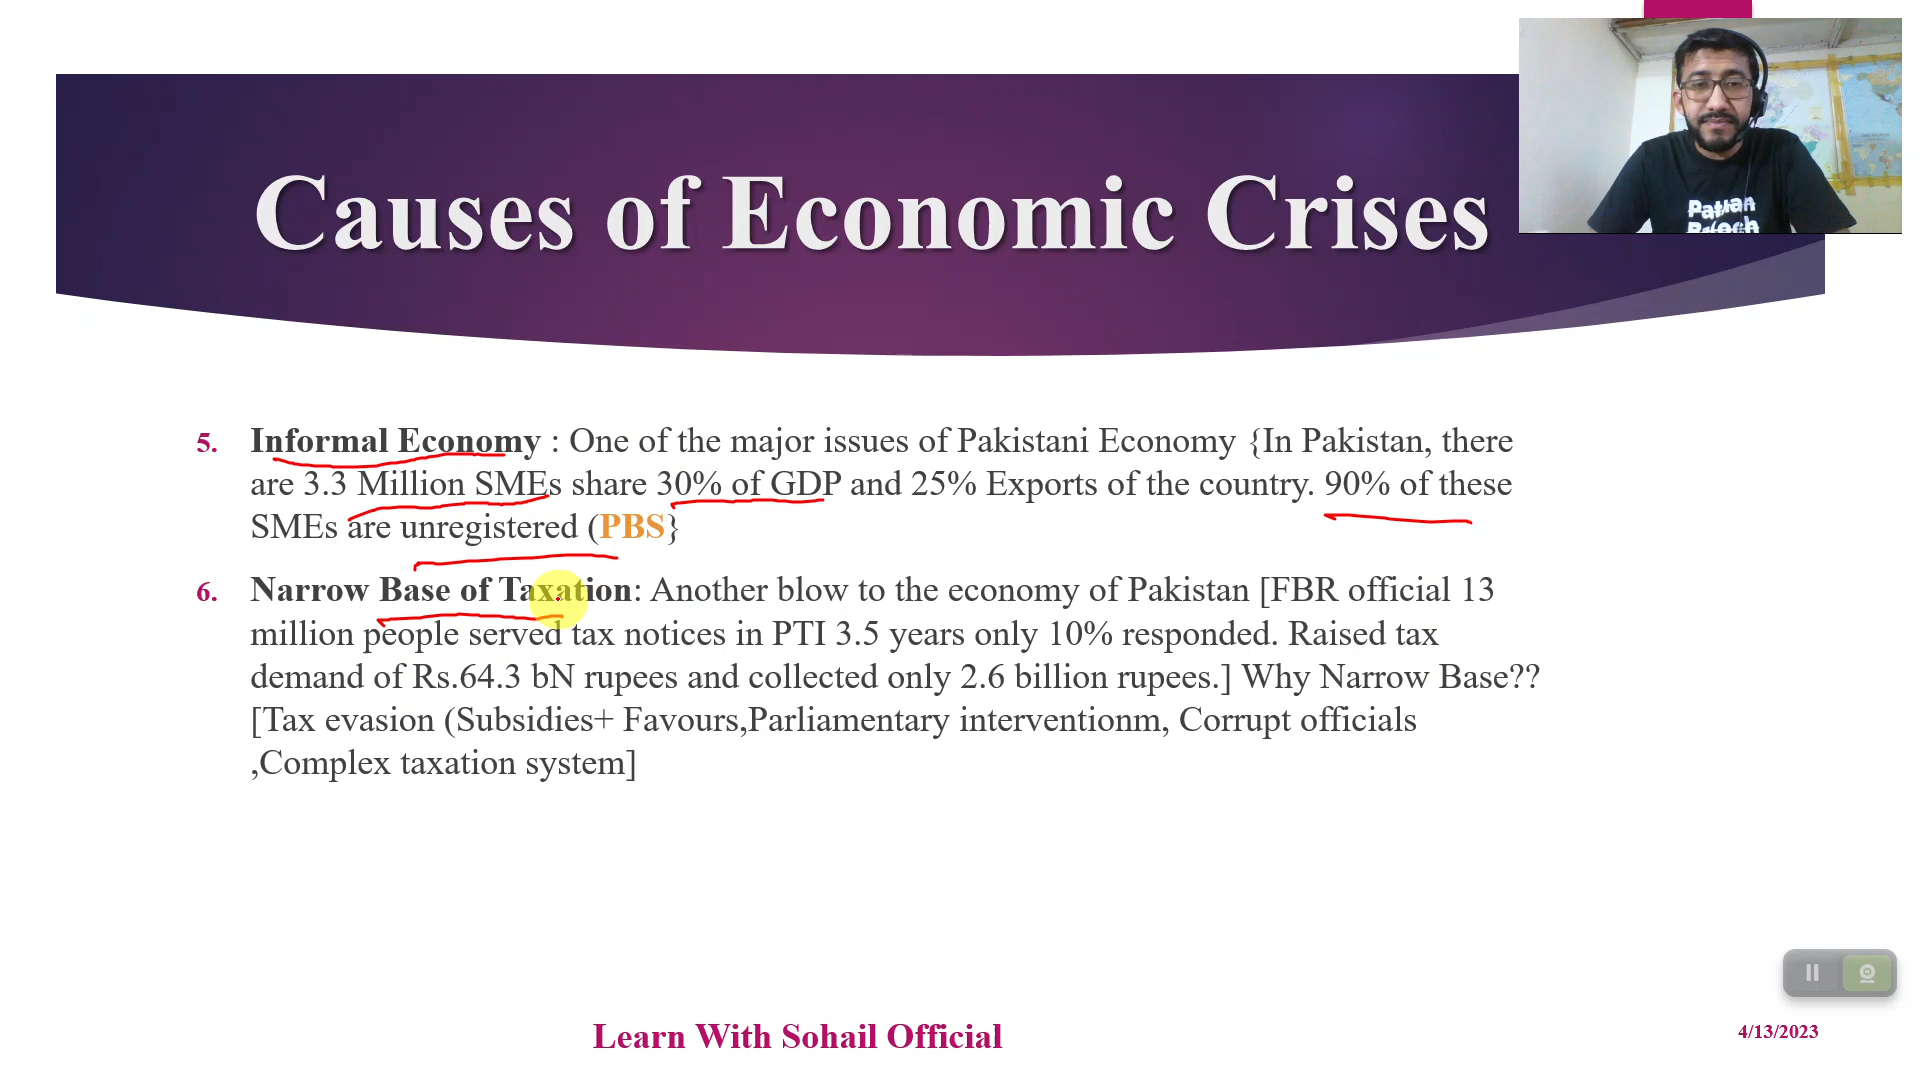 Causes of Economic Crises
Pathan
5. Informal Economy : One of the major issues of Pakistani Economy {In Pakistan, there
are 3.3 Million SMEs share 30% of GDP and 25% Exports of the country. 90% of these
SMEs are unregistered (PBS}
6. Narrow Base of Taxation: Another blow to the economy of Pakistan [FBR official 13
million people served tax notices in PTI 3.5 years only 10% responded. Raised tax
demand of Rs.64.3 bN rupees and collected only 2.6 billion rupees.] Why Narrow Base??
[Tax evasion (Subsidies+ Favours,Parliamentary interventionm, Corrupt officials
,Complex taxation system]
Learn With Sohail Official
4/13/2023